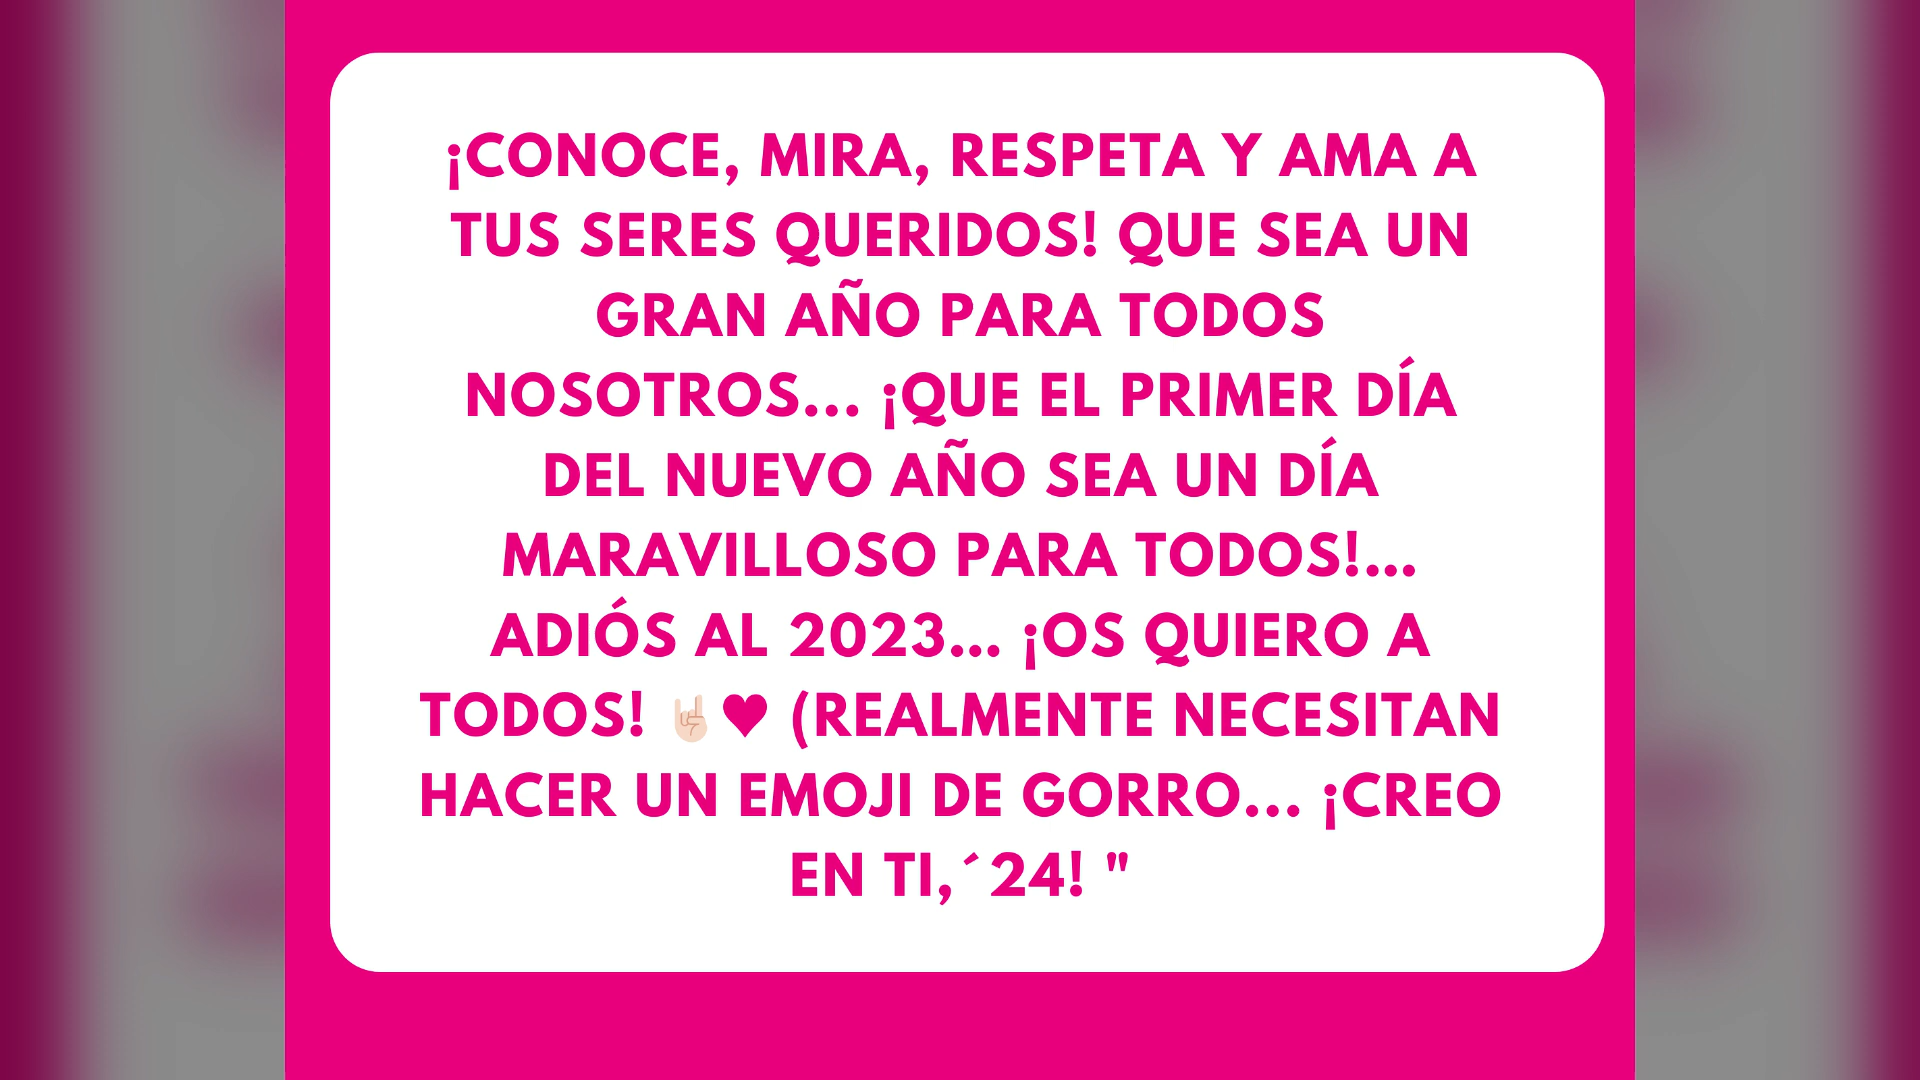 ¡CONOCE, MIRA, RESPETA Y AMA A
TUS SERES QUERIDOS! QUE SEA UN
GRAN AÑO PARA TODOS
NOSOTROS... ¡QUE EL PRIMER DÍA
DEL NUEVO AÑO SEA UN DÍA
MARAVILLOSO PARA TODOS!...
ADIÓS AL 2023... ¡OS QUIERO A
TODOS! 🤘🏻♥ (REALMENTE NECESITAN
HACER UN EMOJI DE GORRO... ¡CREO
EN TI,´24! "